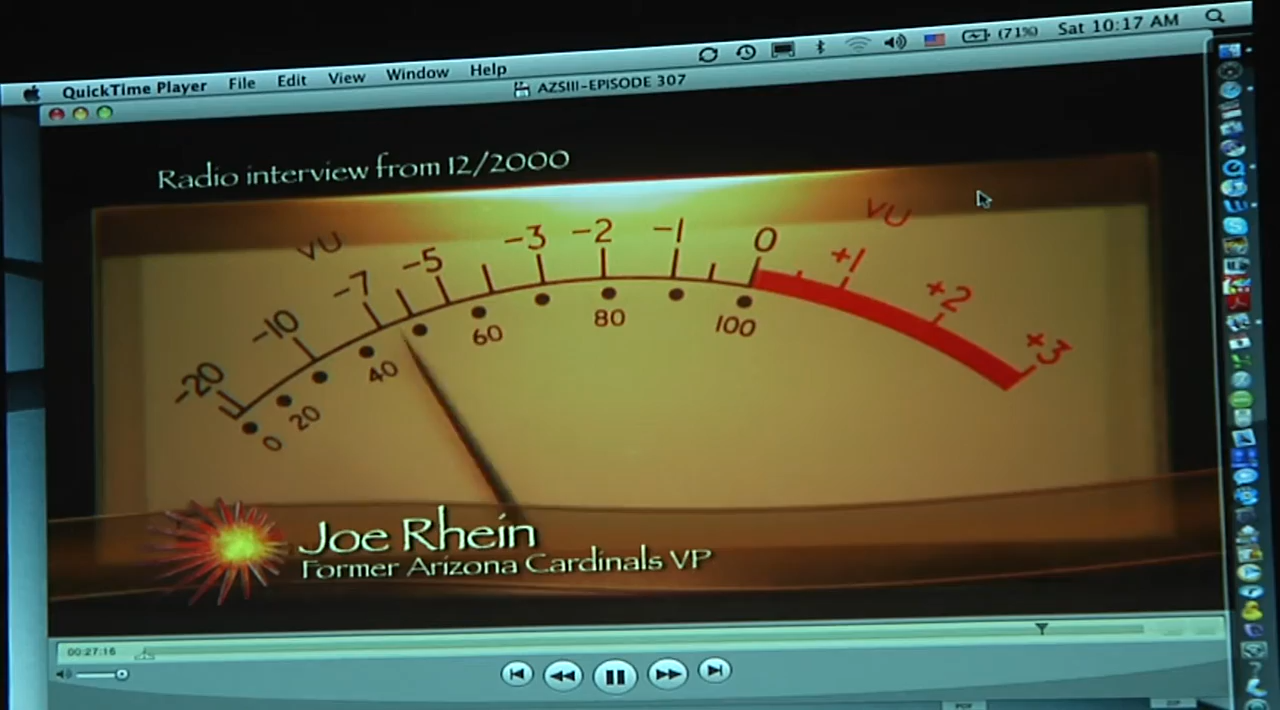 QuickTime Player File Edit View Window Help (71%) Sat 10:17 AM
AZSIII-EPISODE 307
Radio interview from 12/2000
VU VU
-20 -10 -7 -5 -3 -2 -1 0 +1 +2 +3
0 20 40 60 80 100
Joe Rhein
Former Arizona Cardinals VP
00:27:16